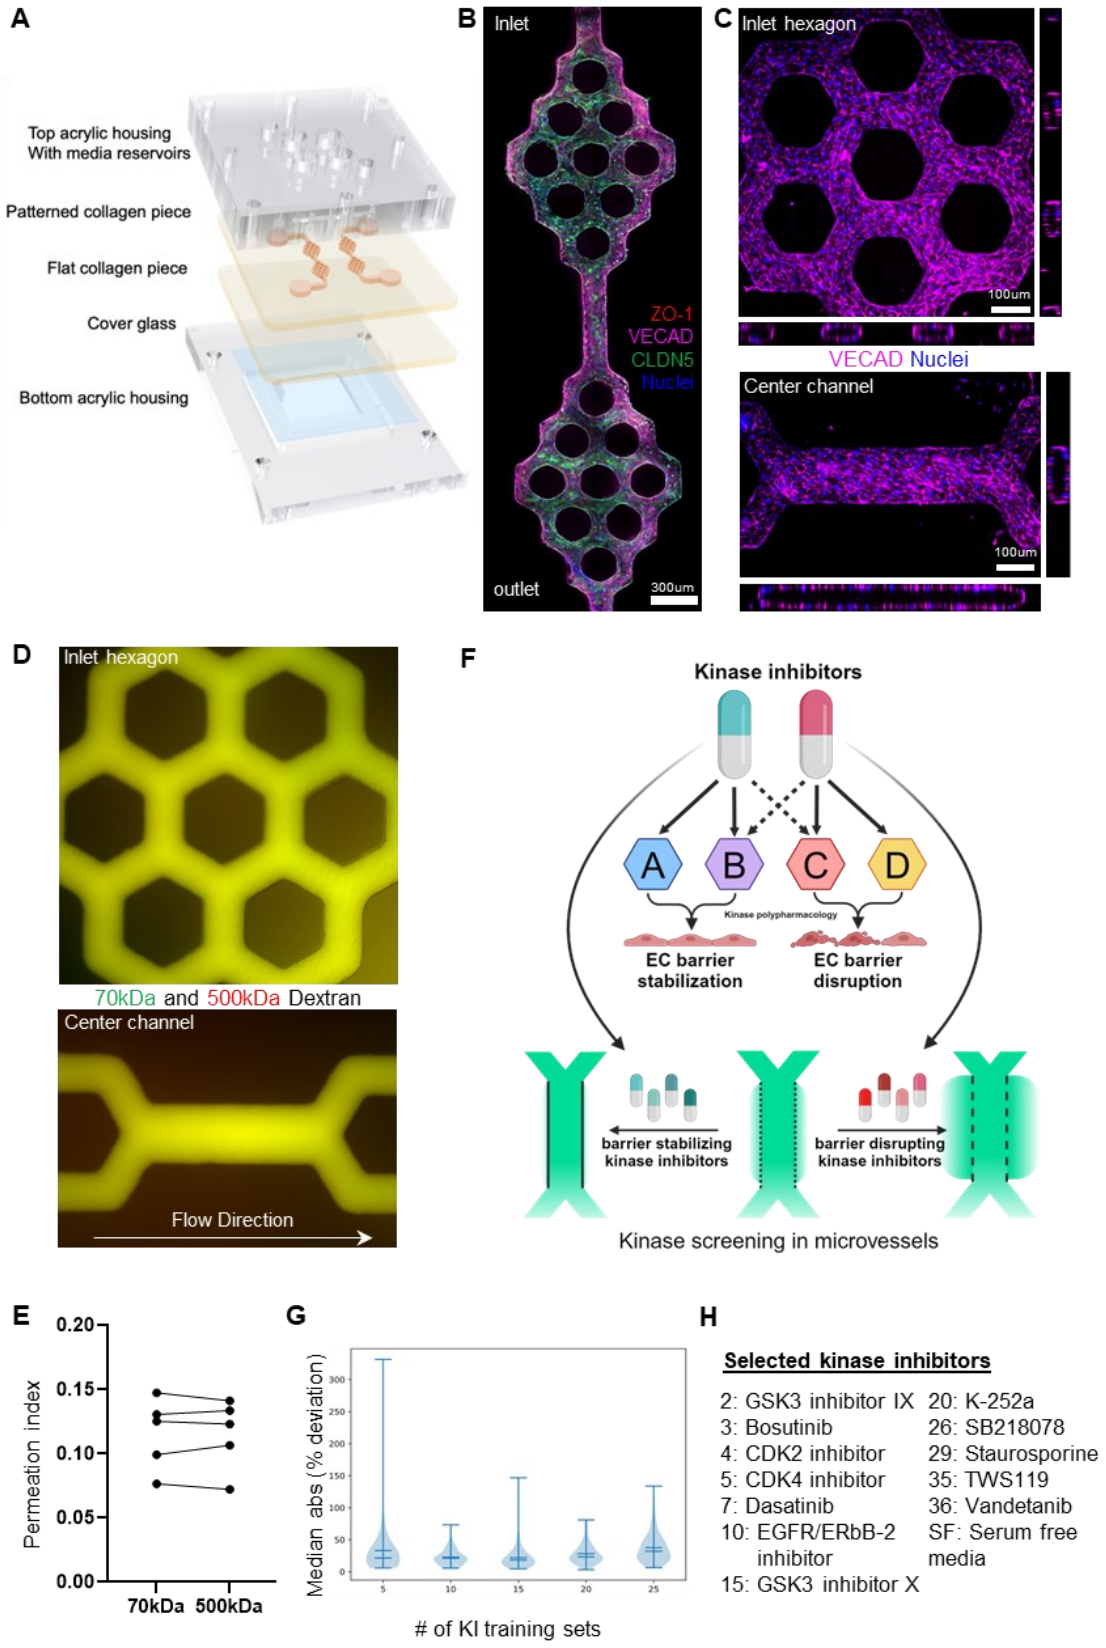 A
Top acrylic housing
With media reservoirs
Patterned collagen piece
Flat collagen piece
Cover glass
Bottom acrylic housing
B
Inlet
ZO-1
VECAD
CLDN5
Nuclei
outlet
300um
C
Inlet hexagon
100um
VECAD Nuclei
Center channel
100um
D
Inlet hexagon
70kDa and 500kDa Dextran
Center channel
Flow Direction
F
Kinase inhibitors
A B C D
Kinase polypharmacology
EC barrier
stabilization
EC barrier
disruption
barrier stabilizing
kinase inhibitors
barrier disrupting
kinase inhibitors
Kinase screening in microvessels
E
Permeation index
0.20
0.15
0.10
0.05
0.00
70kDa 500kDa
G
Median abs (% deviation)
300
250
200
150
100
50
0
5 10 15 20 25
# of KI training sets
H
Selected kinase inhibitors
2: GSK3 inhibitor IX
3: Bosutinib
4: CDK2 inhibitor
5: CDK4 inhibitor
7: Dasatinib
10: EGFR/ERbB-2
inhibitor
15: GSK3 inhibitor X
20: K-252a
26: SB218078
29: Staurosporine
35: TWS119
36: Vandetanib
SF: Serum free
media